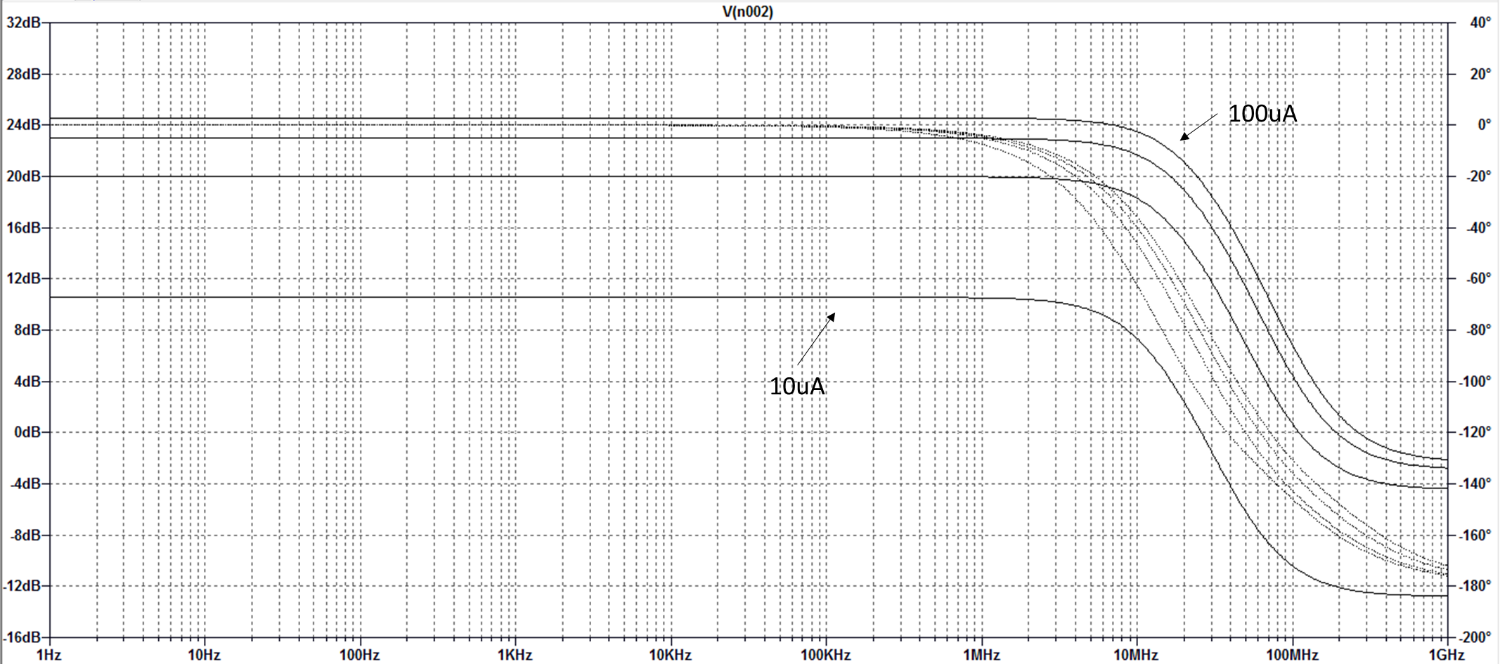 V(n002)
32dB 40°
28dB 20°
24dB 0°
100uA
20dB -20°
16dB -40°
12dB -60°
8dB -80°
4dB -100°
10uA
0dB -120°
-4dB -140°
-8dB -160°
-12dB -180°
-16dB -200°
1Hz 10Hz 100Hz 1KHz 10KHz 100KHz 1MHz 10MHz 100MHz 1GHz